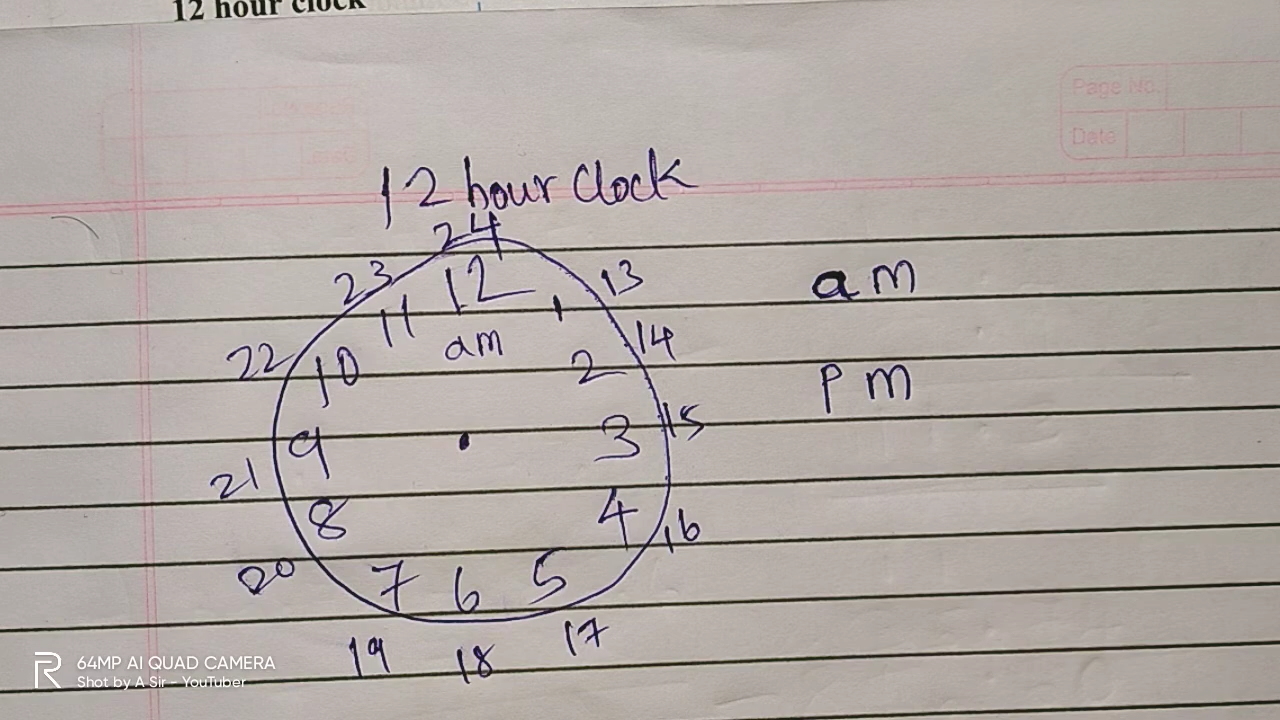 12 hour clock
Page No.
Date
12 hour clock
24
23 12 13
11 1
22 10 am 2 14
9 3 15
21 8 4 16
20 7 6 5
19 18 17
am
pm
64MP AI QUAD CAMERA
Shot by A Sir - YouTuber